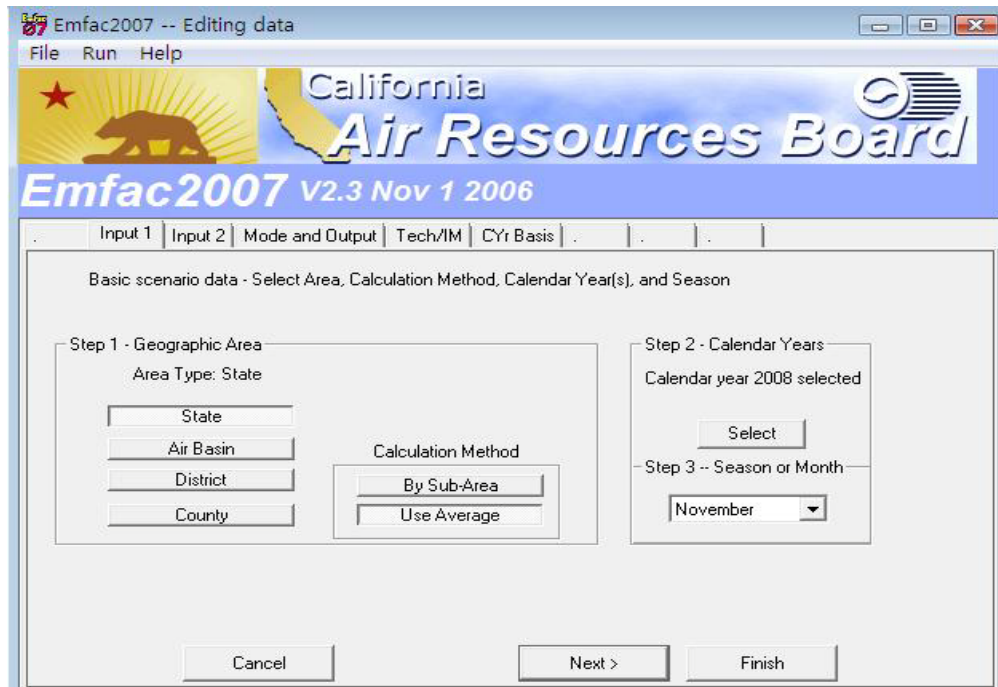 Emfac2007 -- Editing data
File Run Help
California
Air Resources Board
Emfac2007 V2.3 Nov 1 2006
. Input 1 Input 2 Mode and Output Tech/IM CYr Basis . . .
Basic scenario data - Select Area, Calculation Method, Calendar Year(s), and Season
Step 1 - Geographic Area
Area Type: State
State
Air Basin
District
County
Calculation Method
By Sub-Area
Use Average
Step 2 - Calendar Years
Calendar year 2008 selected
Select
Step 3 -- Season or Month
November
Cancel Next > Finish